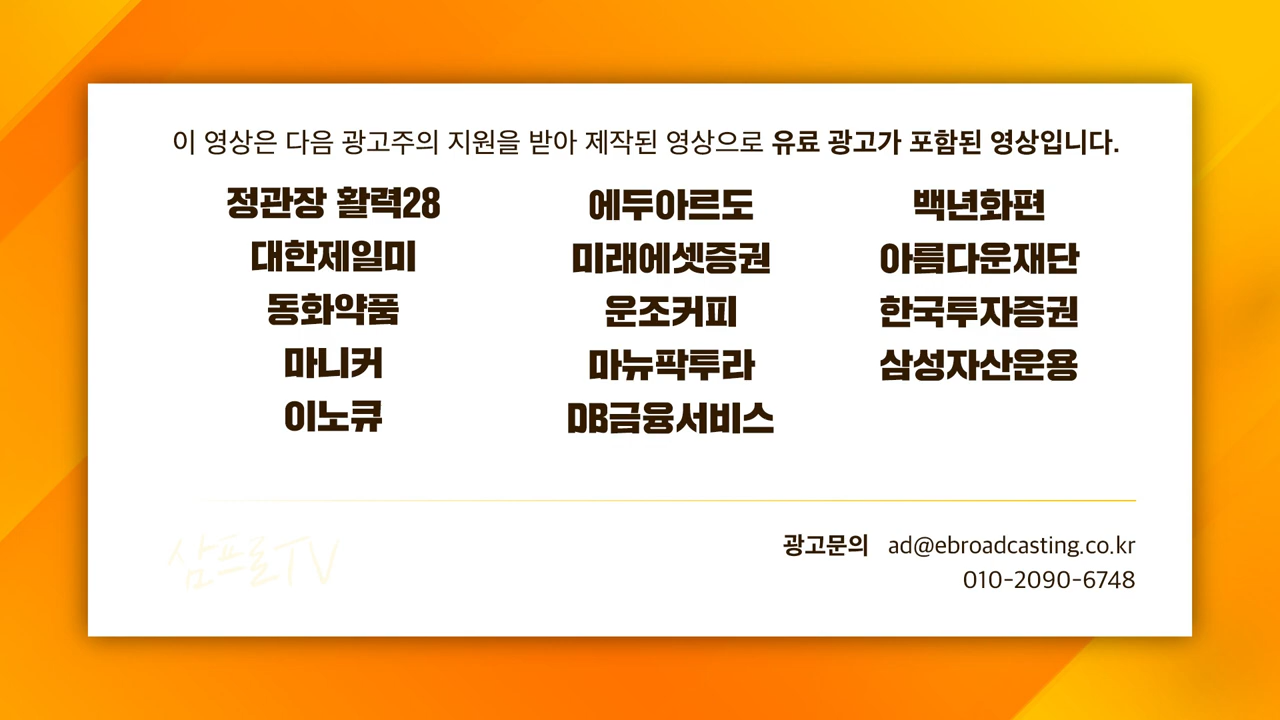 이 영상은 다음 광고주의 지원을 받아 제작된 영상으로 유료 광고가 포함된 영상입니다.
정관장 활력28
대한제일미
동화약품
마니커
이노큐
에두아르도
미래에셋증권
운조커피
마뉴팍투라
DB금융서비스
백년화편
아름다운재단
한국투자증권
삼성자산운용
삼프로TV
광고문의 ad@ebroadcasting.co.kr
010-2090-6748